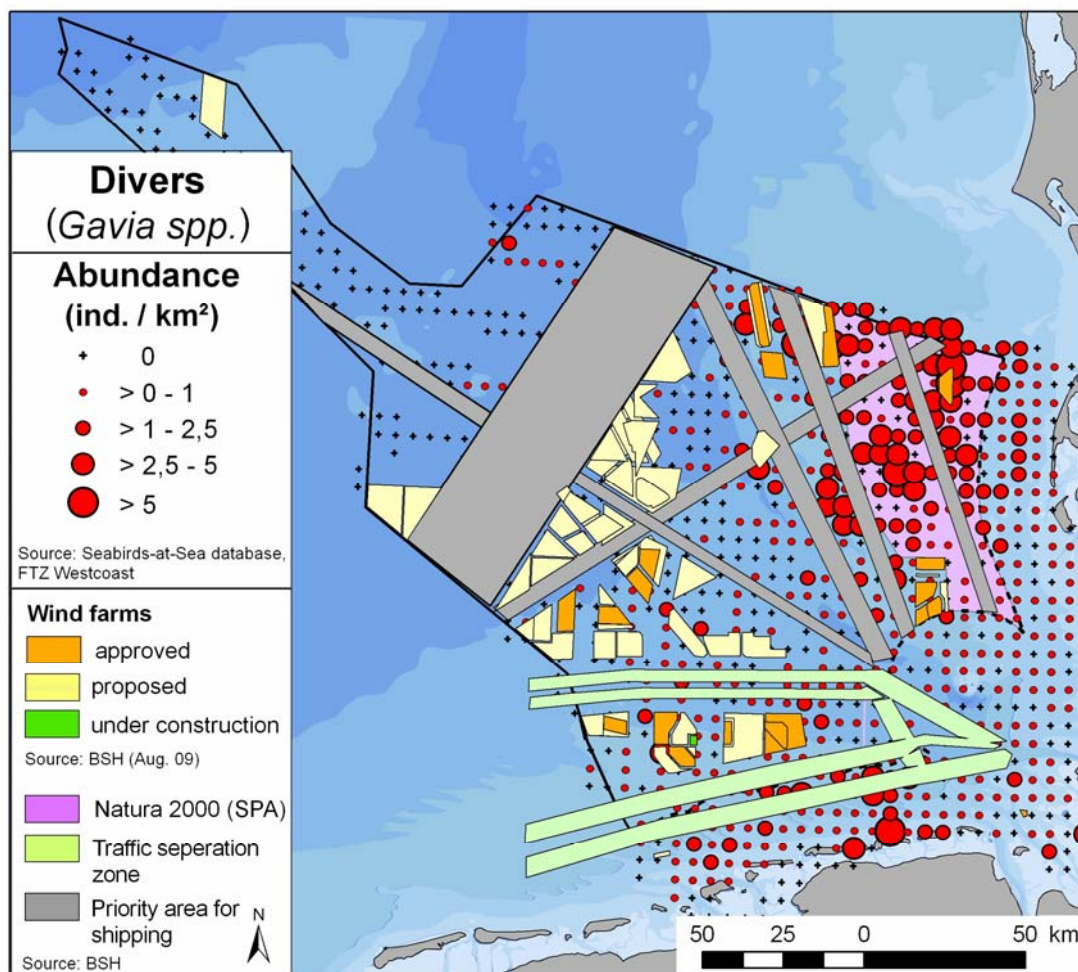 Divers
(Gavia spp.)
Abundance
(ind. / km²)
0
> 0 - 1
> 1 - 2,5
> 2,5 - 5
> 5
Source: Seabirds-at-Sea database,
FTZ Westcoast
Wind farms
approved
proposed
under construction
Source: BSH (Aug. 09)
Natura 2000 (SPA)
Traffic seperation
zone
Priority area for
shipping
N
Source: BSH
50 25 0 50 km